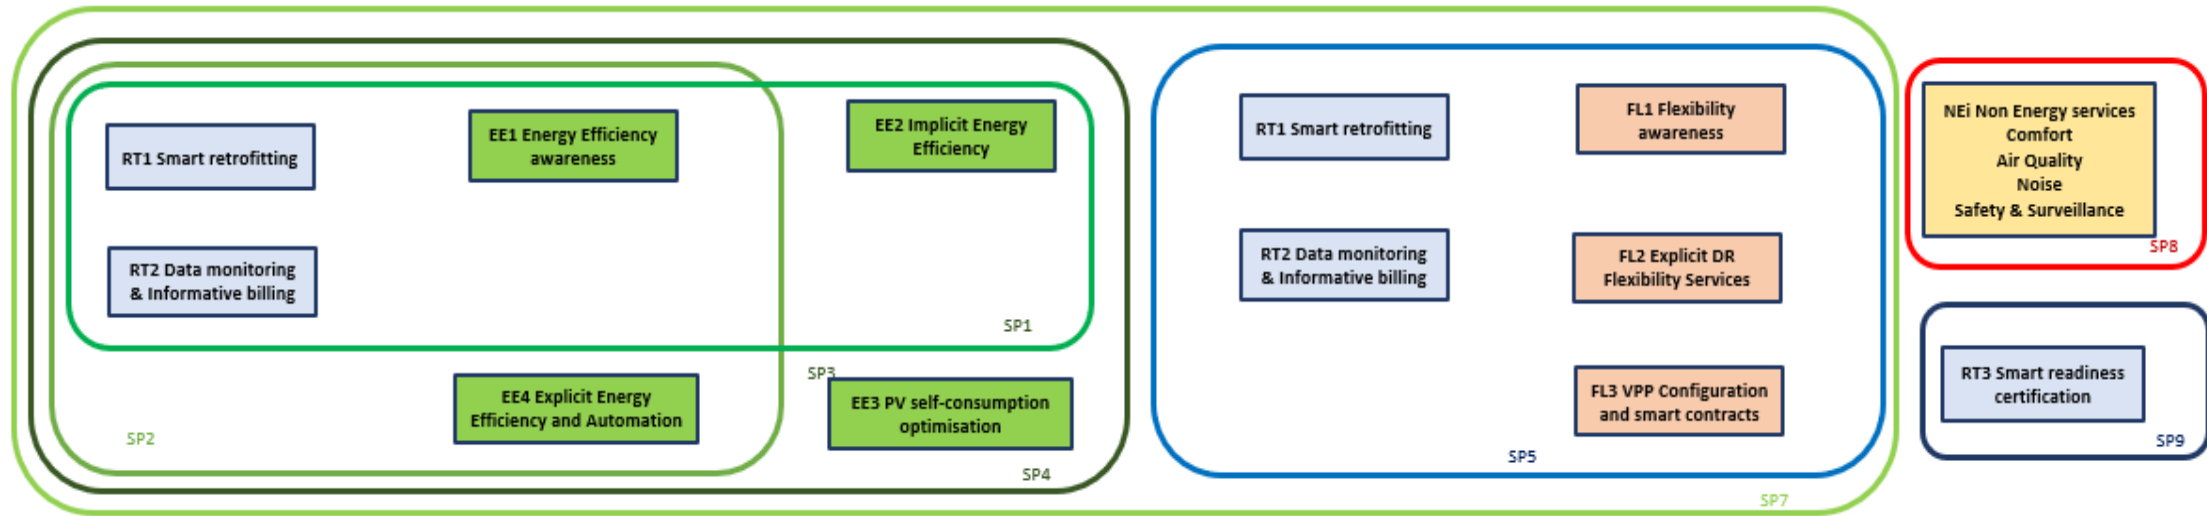 RT1 Smart retrofitting
EE1 Energy Efficiency
awareness
EE2 Implicit Energy
Efficiency
RT2 Data monitoring
& Informative billing
SP1
SP3
EE4 Explicit Energy
Efficiency and Automation
EE3 PV self-consumption
optimisation
SP2
SP4
RT1 Smart retrofitting
FL1 Flexibility
awareness
RT2 Data monitoring
& Informative billing
FL2 Explicit DR
Flexibility Services
FL3 VPP Configuration
and smart contracts
SP5
SP7
NEi Non Energy services
Comfort
Air Quality
Noise
Safety & Surveillance
SP8
RT3 Smart readiness
certification
SP9